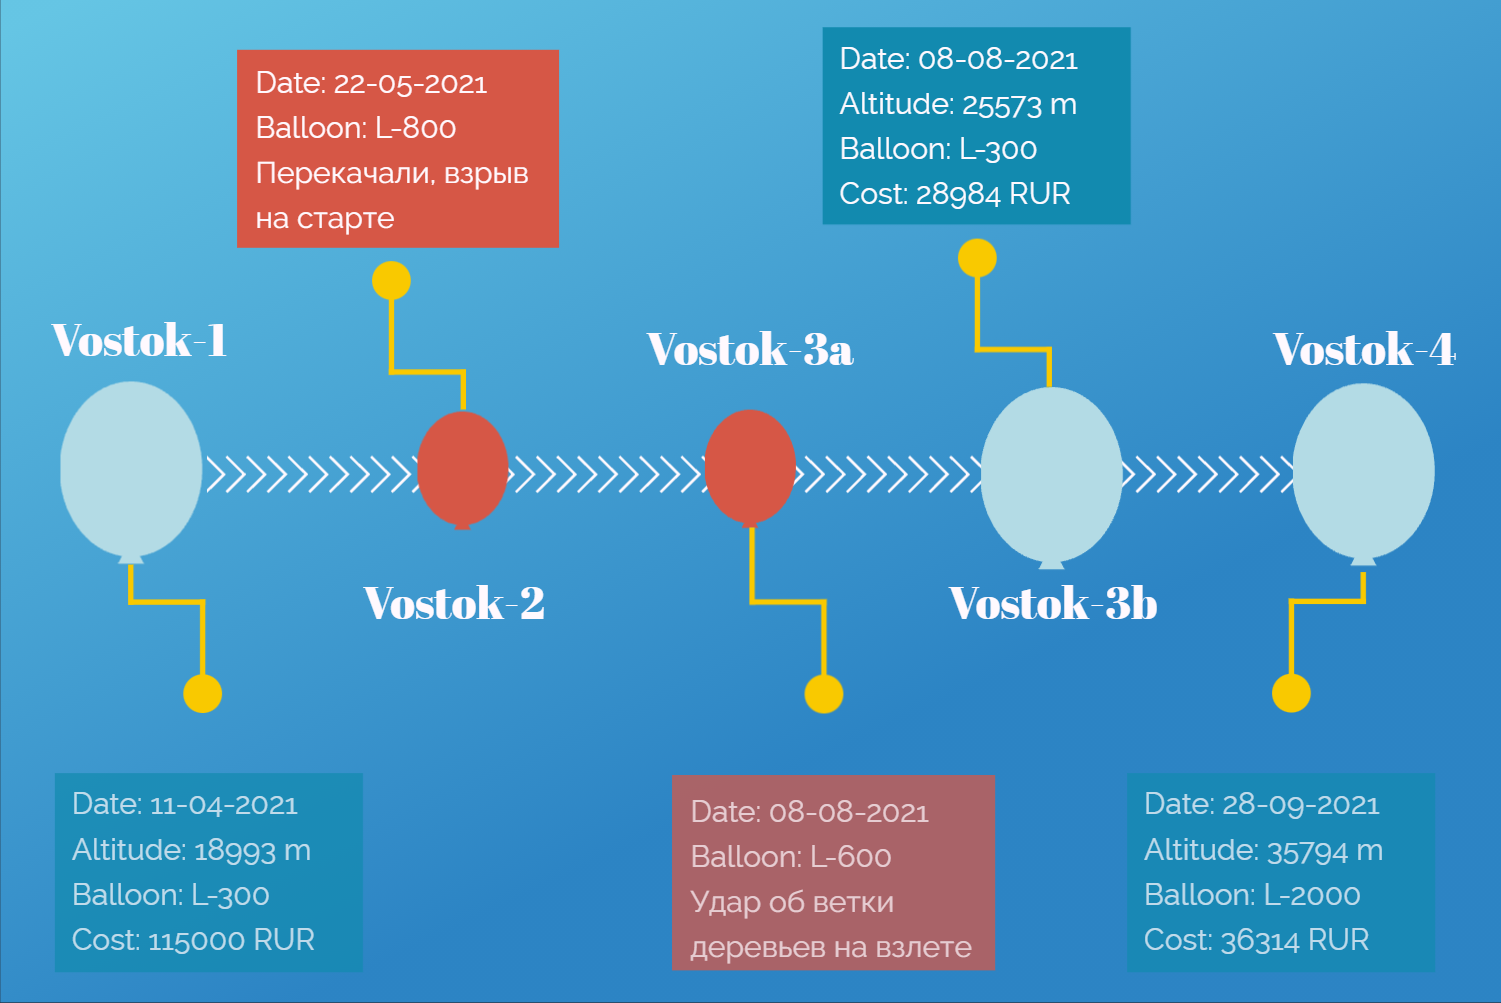 Date: 22-05-2021
Balloon: L-800
Перекачали, взрыв
на старте
Date: 08-08-2021
Altitude: 25573 m
Balloon: L-300
Cost: 28984 RUR
Vostok-1
Vostok-3a
Vostok-4
Vostok-2
Vostok-3b
Date: 11-04-2021
Altitude: 18993 m
Balloon: L-300
Cost: 115000 RUR
Date: 08-08-2021
Balloon: L-600
Удар об ветки
деревьев на взлете
Date: 28-09-2021
Altitude: 35794 m
Balloon: L-2000
Cost: 36314 RUR